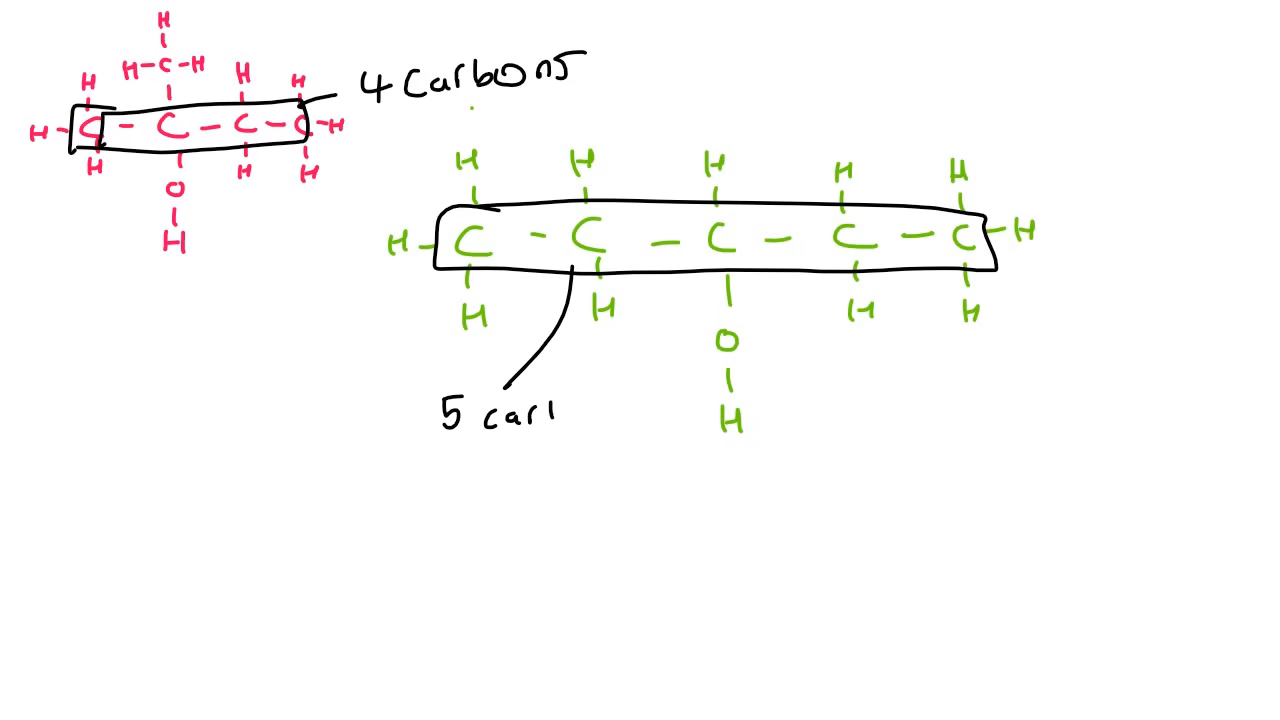 H
H-C-H
H H H
4 Carbons
H-C-C-C-C-H
H H H
O
H
H H H H H
H-C-C-C-C-C-H
H H H H
O
H
5 carl